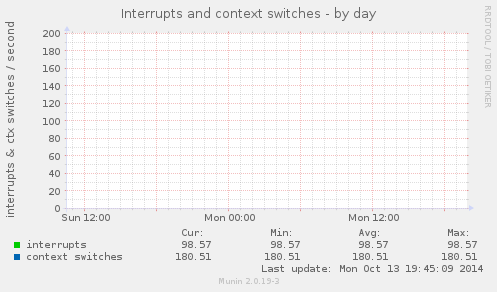 Interrupts and context switches - by day
RRDTOOL / TOBI OETIKER
interrupts & ctx switches / second
200
180
160
140
120
100
80
60
40
20
0
Sun 12:00 Mon 00:00 Mon 12:00
Cur: Min: Avg: Max:
interrupts 98.57 98.57 98.57 98.57
context switches 180.51 180.51 180.51 180.51
Last update: Mon Oct 13 19:45:09 2014
Munin 2.0.19-3